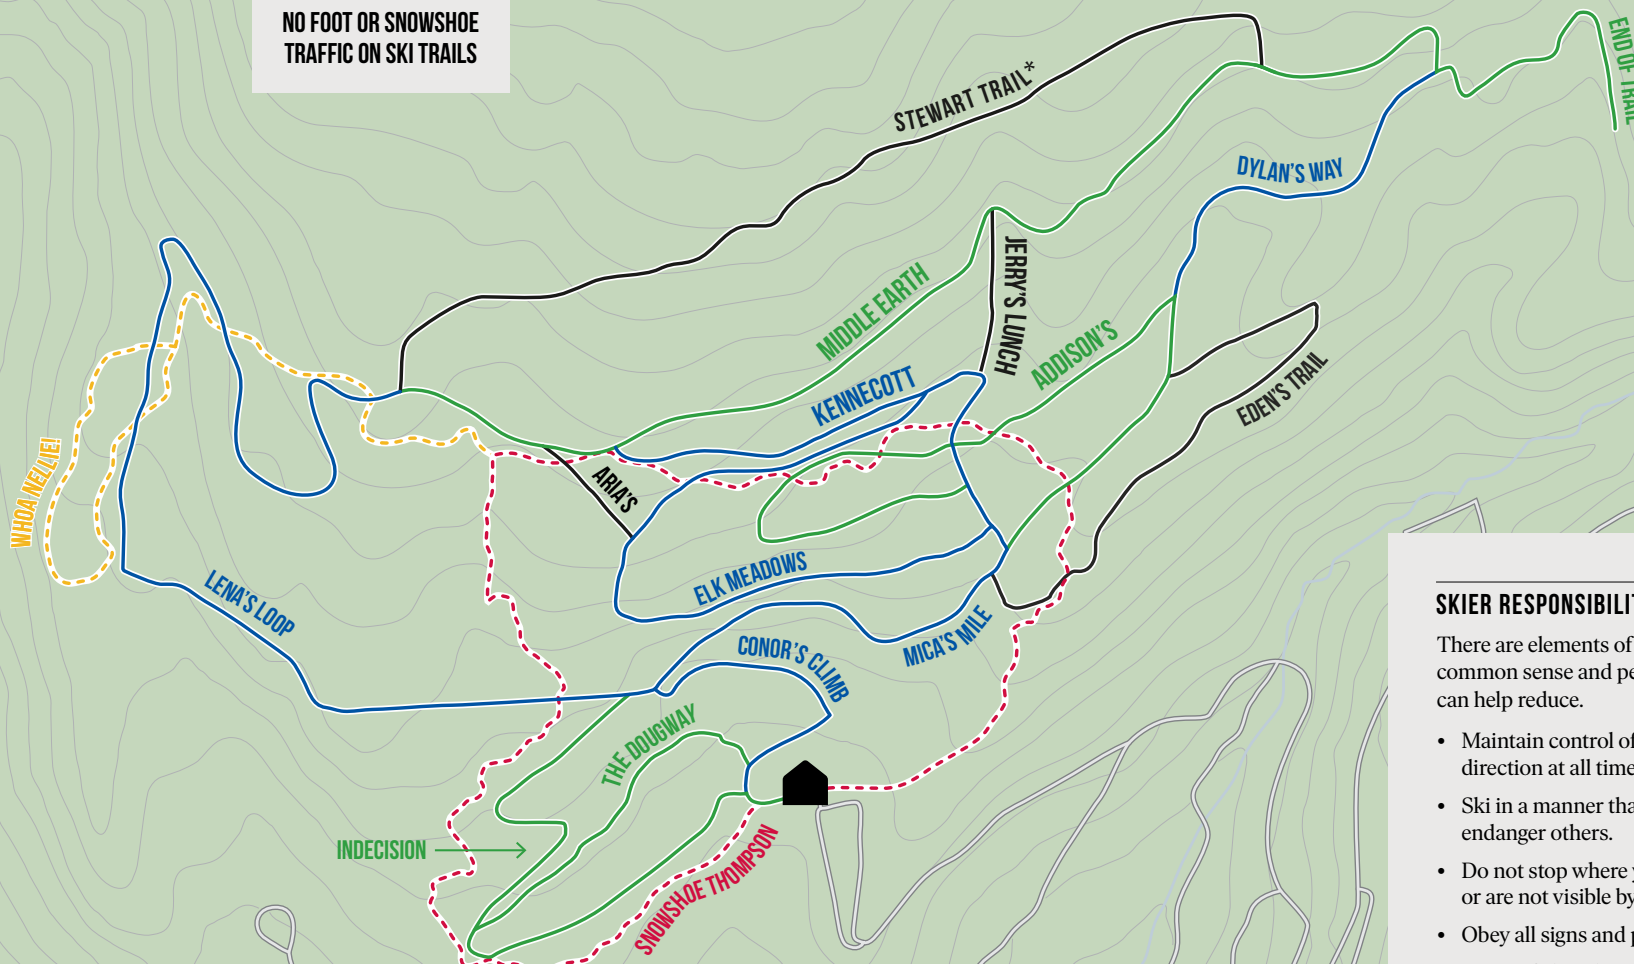 NO FOOT OR SNOWSHOE
TRAFFIC ON SKI TRAILS
STEWART TRAIL*
END OF TRAIL
DYLAN'S WAY
MIDDLE EARTH
JERRY'S LUNCH
ADDISON'S
KENNECOTT
EDEN'S TRAIL
WHOA NELLIE!
ARIA'S
LENA'S LOOP
ELK MEADOWS
CONOR'S CLIMB
MICA'S MILE
THE DOUGWAY
INDECISION
SNOWSHOE THOMPSON
SKIER RESPONSIBILIT
There are elements of
common sense and pe
can help reduce.
• Maintain control of
direction at all time
• Ski in a manner tha
endanger others.
• Do not stop where y
or are not visible by
• Obey all signs and p